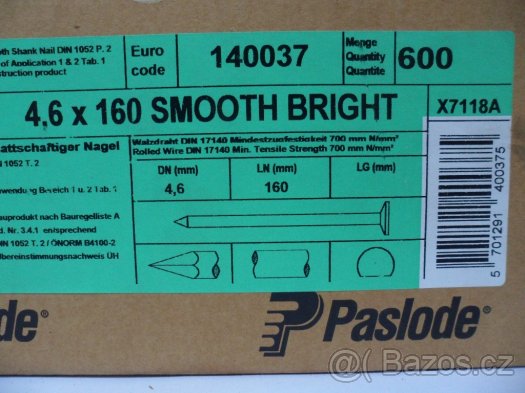 oth Shank Nail DIN 1052 P. 2
of Application 1 & 2 Tab. 1
struction product
Euro
code
140037
Menge
Quantity
Quantite
600
4,6 x 160 SMOOTH BRIGHT
X7118A
attschaftiger Nagel
1052 T. 2
wendung Bereich 1 u. 2 Tab. 1
auprodukt nach Bauregelliste A
d. Nr. 3.4.1 entsprechend
DIN 1052 T. 2 / ÖNORM B4100-2
lbereinstimmungsnachweis ÜH
Walzdraht DIN 17140 Mindestzugfestigkeit 700 mm N/mm²
Rolled Wire DIN 17140 Min. Tensile Strength 700 mm N/mm²
DN (mm)
4,6
LN (mm)
160
LG (mm)
5 701291 400375
ode®
Paslode®
Bazos.cz